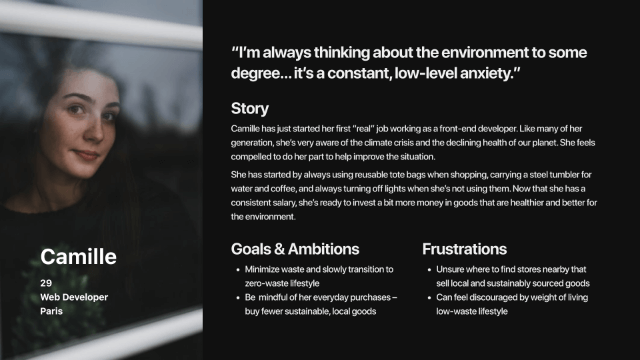 “I’m always thinking about the environment to some
degree... it’s a constant, low-level anxiety.”
Story
Camille has just started her first “real” job working as a front-end developer. Like many of her
generation, she’s very aware of the climate crisis and the declining health of our planet. She feels
compelled to do her part to help improve the situation.
She has started by always using reusable tote bags when shopping, carrying a steel tumbler for
water and coffee, and always turning off lights when she’s not using them. Now that she has a
consistent salary, she’s ready to invest a bit more money in goods that are healthier and better for
the environment.
Camille
29
Web Developer
Paris
Goals & Ambitions
• Minimize waste and slowly transition to
zero-waste lifestyle
• Be mindful of her everyday purchases –
buy fewer sustainable, local goods
Frustrations
• Unsure where to find stores nearby that
sell local and sustainably sourced goods
• Can feel discouraged by weight of living
low-waste lifestyle